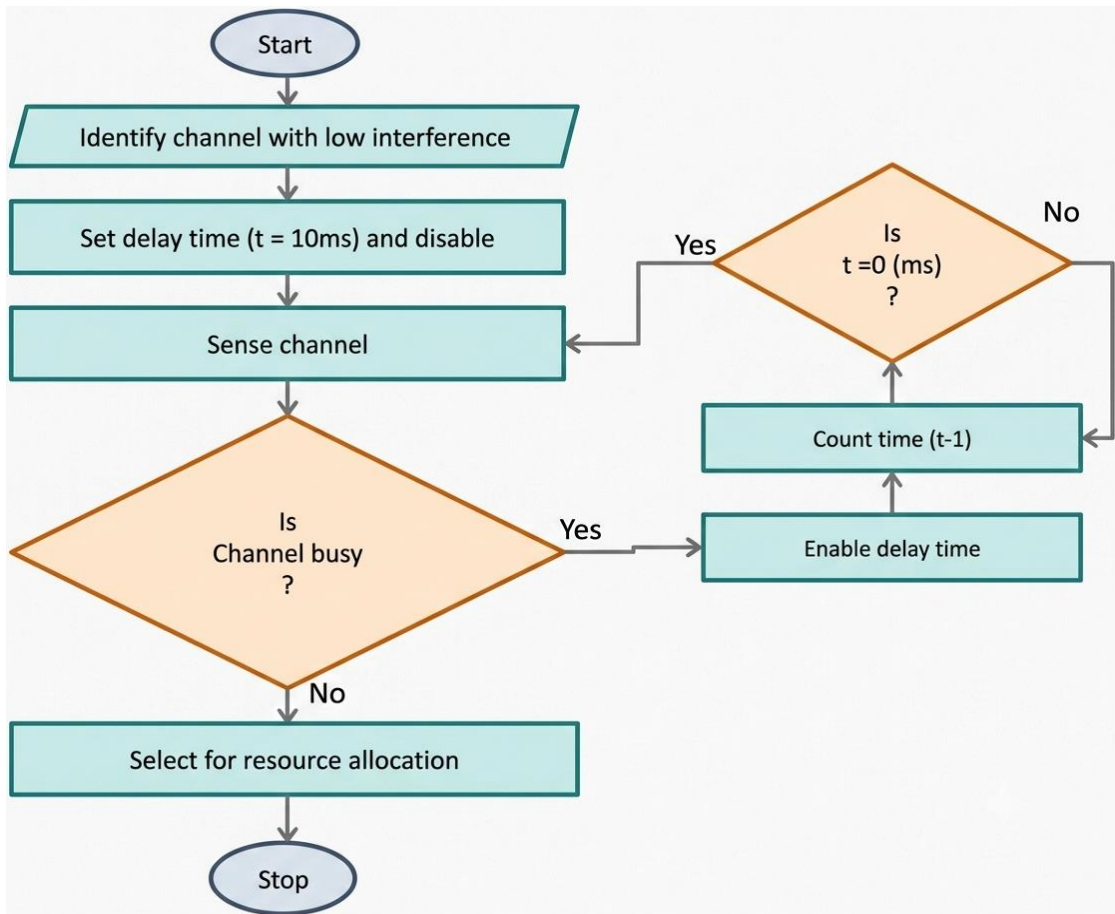 Start
Identify channel with low interference
Set delay time (t = 10ms) and disable
Sense channel
Is
Channel busy
?
Yes
No
Select for resource allocation
Stop
Enable delay time
Count time (t-1)
Is
t =0 (ms)
?
Yes
No